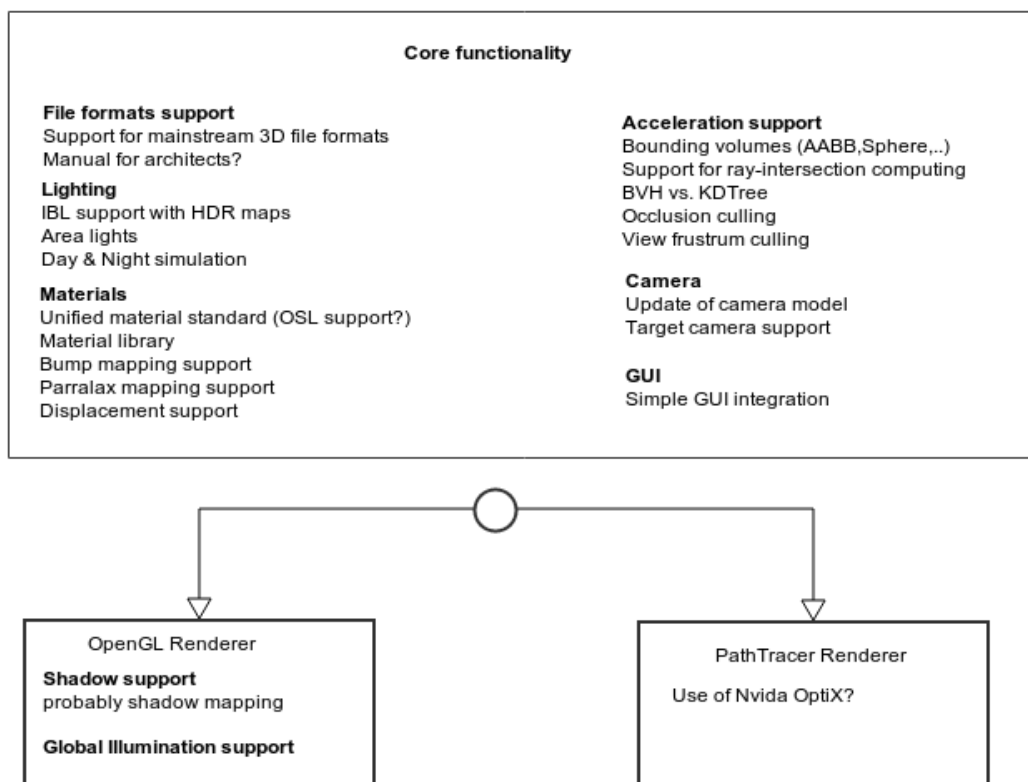 Core functionality
File formats support
Support for mainstream 3D file formats
Manual for architects?
Lighting
IBL support with HDR maps
Area lights
Day & Night simulation
Materials
Unified material standard (OSL support?)
Material library
Bump mapping support
Parralax mapping support
Displacement support
Acceleration support
Bounding volumes (AABB,Sphere,..)
Support for ray-intersection computing
BVH vs. KDTree
Occlusion culling
View frustrum culling
Camera
Update of camera model
Target camera support
GUI
Simple GUI integration
OpenGL Renderer
Shadow support
probably shadow mapping
Global Illumination support
PathTracer Renderer
Use of Nvidia OptiX?